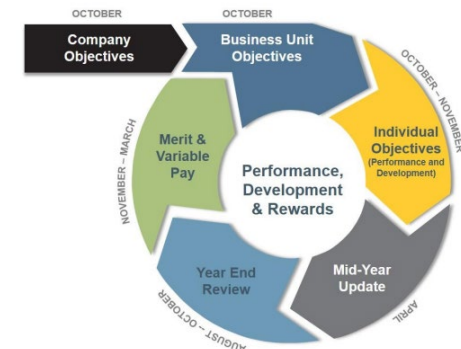 OCTOBER
Company
Objectives
OCTOBER
Business Unit
Objectives
OCTOBER – NOVEMBER
Individual
Objectives
(Performance and
Development)
APRIL
Mid-Year
Update
AUGUST – OCTOBER
Year End
Review
NOVEMBER – MARCH
Merit &
Variable
Pay
Performance,
Development
& Rewards